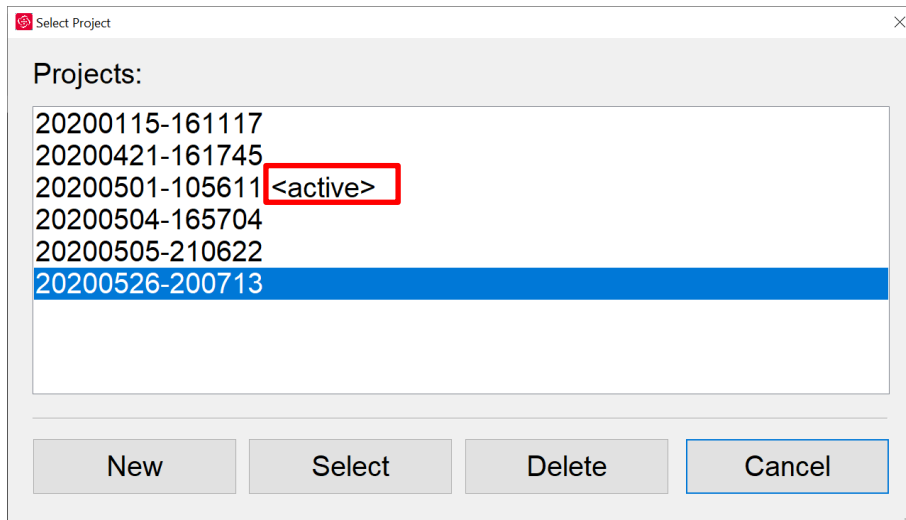 Select Project
Projects:
20200115-161117
20200421-161745
20200501-105611 <active>
20200504-165704
20200505-210622
20200526-200713
New Select Delete Cancel